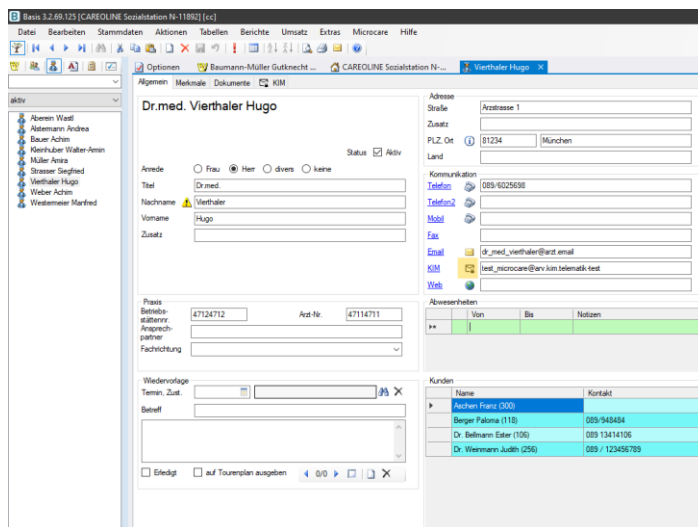 Basis 3.2.69.125 [CAREOLINE Sozialstation N-11892] [cc]
Datei Bearbeiten Stammdaten Aktionen Tabellen Berichte Umsatz Extras Microcare Hilfe
Optionen Baumann-Müller Gutknecht ... CAREOLINE Sozialstation N-... Vierthaler Hugo
Allgemein Merkmale Dokumente KIM
aktiv
Aberein Wastl
Alstermann Andrea
Bauer Achim
Kleinhuber Walter-Armin
Müller Amira
Strasser Siegfried
Vierthaler Hugo
Weber Achim
Westermeier Manfred
Dr.med. Vierthaler Hugo
Status Aktiv
Anrede Frau Herr divers keine
Titel Dr.med.
Nachname Vierthaler
Vorname Hugo
Zusatz
Praxis
Betriebs-
stättennr. 47124712 Arzt-Nr. 47114711
Ansprech-
partner
Fachrichtung
Wiedervorlage
Termin, Zust.
Betreff
Erledigt auf Tourenplan ausgeben 0/0
Adresse
Straße Arztstrasse 1
Zusatz
PLZ, Ort 81234 München
Land
Kommunikation
Telefon 089/6025698
Telefon2
Mobil
Fax
Email dr_med_vierthaler@arzt.email
KIM test_microcare@arv.kim.telematik-test
Web
Abwesenheiten
Von Bis Notizen
Kunden
Name Kontakt
Aschen Franz (300)
Berger Paloma (118) 089/948484
Dr. Bellmann Ester (106) 089 13414106
Dr. Weinmann Judith (256) 089 / 123456789